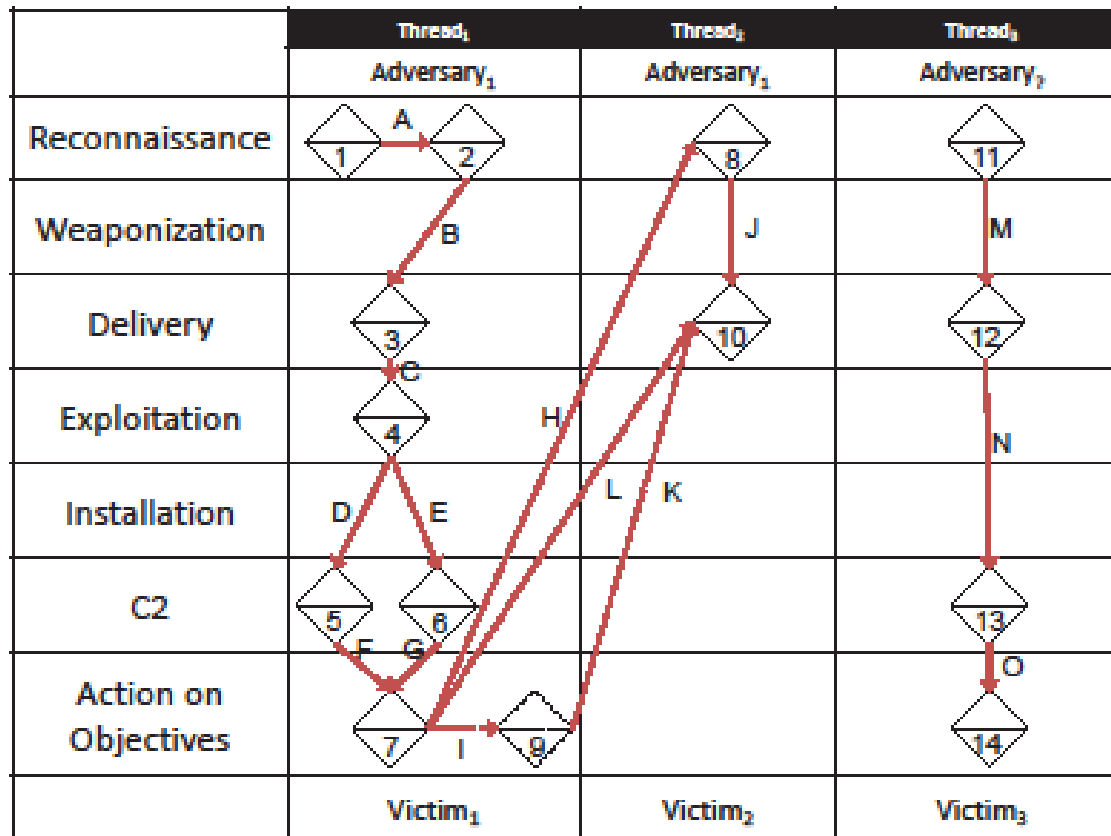 Thread₁ Thread₂ Thread₃
Adversary₁ Adversary₁ Adversary₂
Reconnaissance 1 A 2 8 11
Weaponization B J M
Delivery 3 10 12
C
Exploitation 4 H N
Installation D E L K
C2 5 6 13
F G O
Action on
Objectives 7 I 9 14
Victim₁ Victim₂ Victim₃